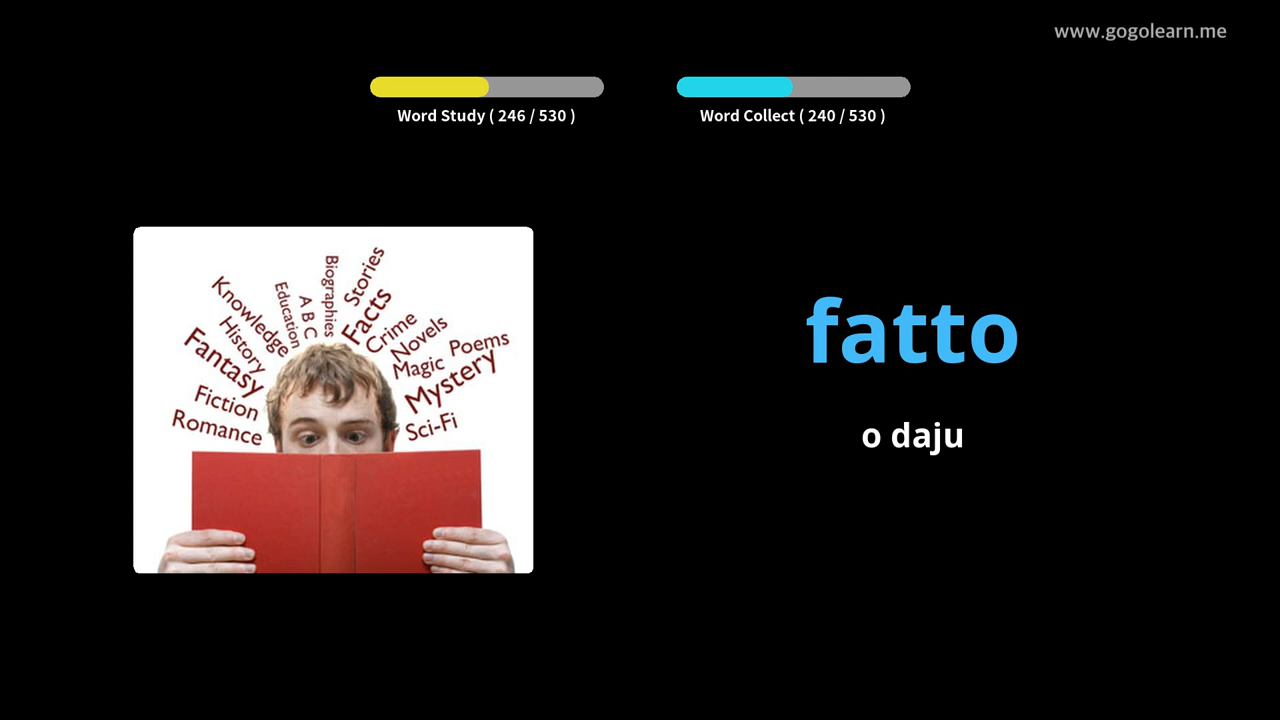 www.gogolearn.me
Word Study ( 246 / 530 )
Word Collect ( 240 / 530 )
Stories
Biographies
Facts
A B C
Education
Knowledge
Crime
Novels
History
Poems
Magic
Fantasy
Mystery
Fiction
Romance
Sci-Fi
fatto
o daju